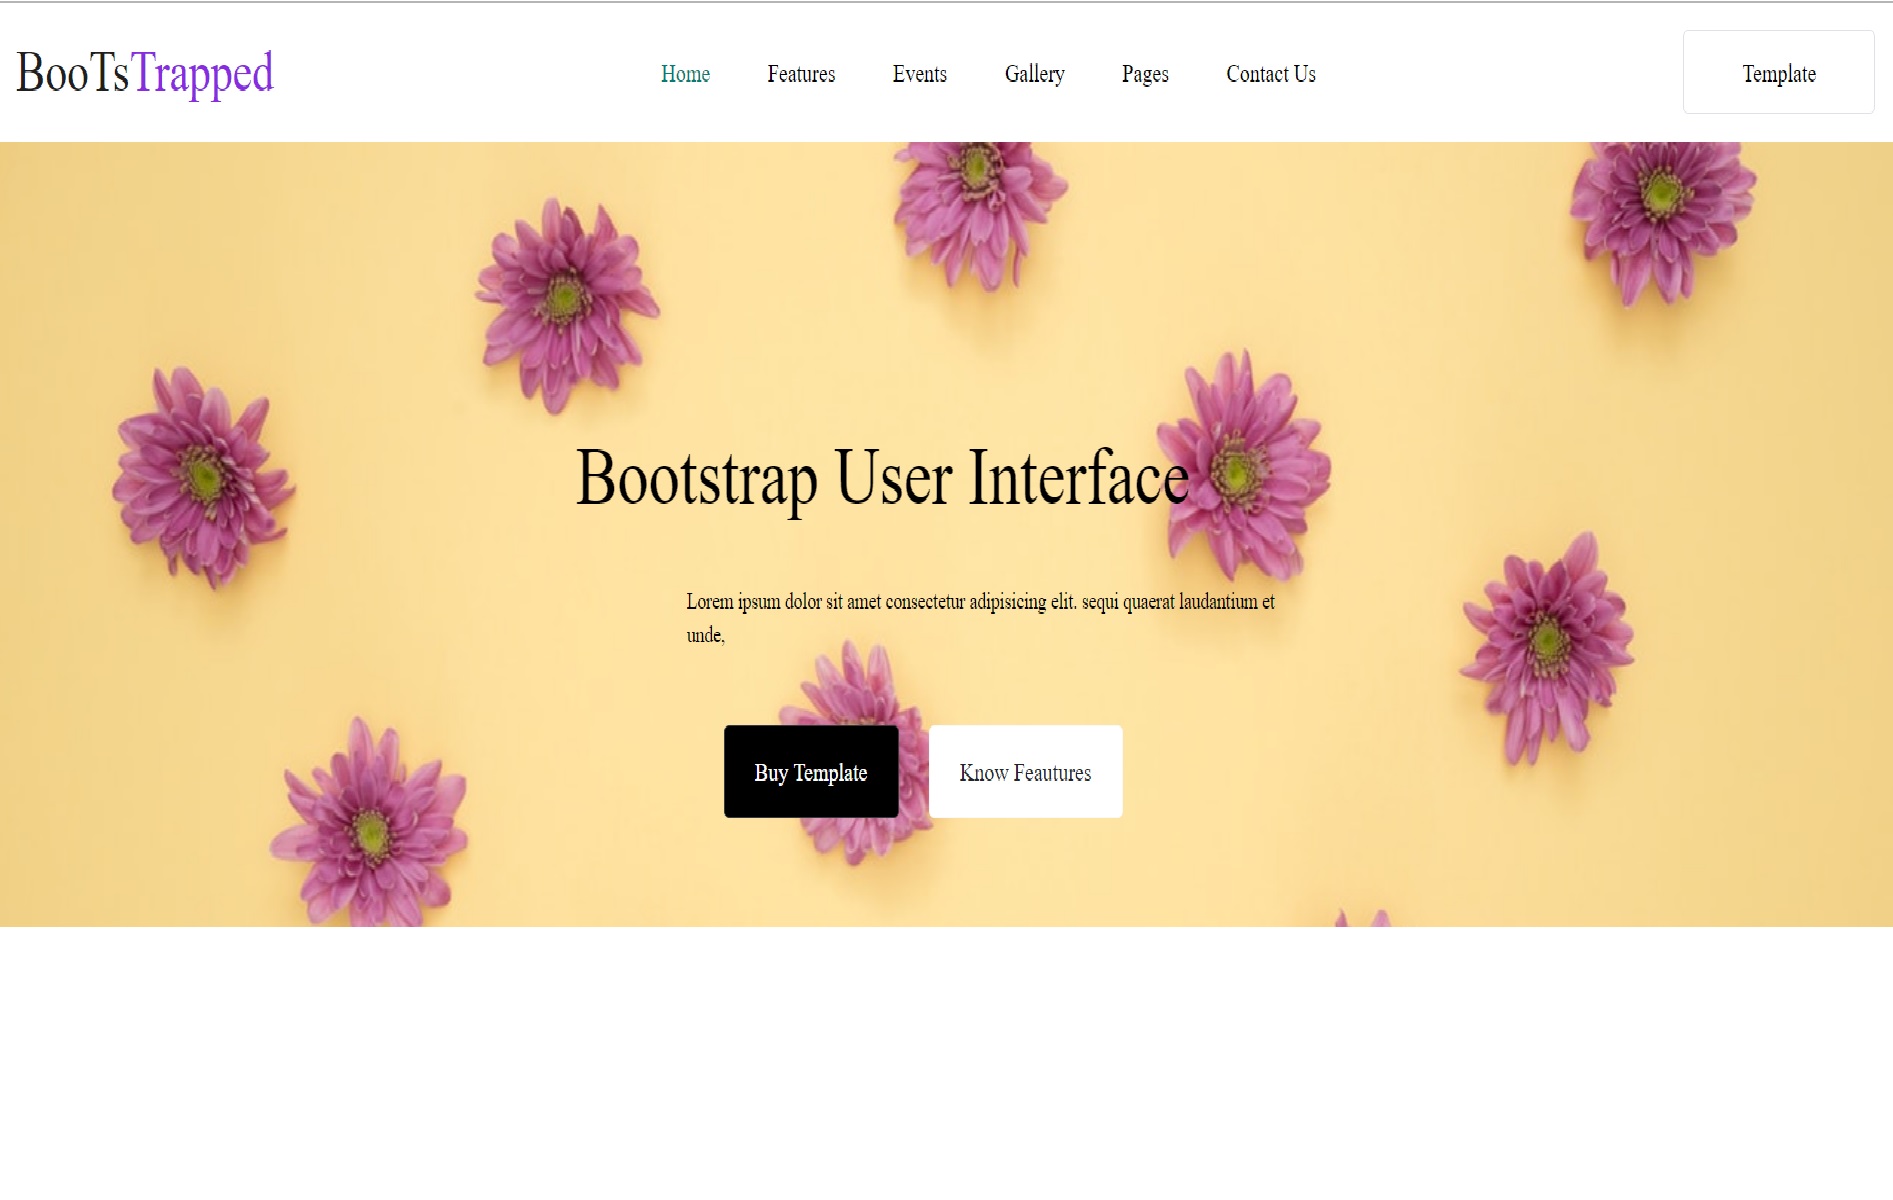 BooTsTrapped
Home Features Events Gallery Pages Contact Us
Template
Bootstrap User Interface
Lorem ipsum dolor sit amet consectetur adipisicing elit. sequi quaerat laudantium et
unde,
Buy Template
Know Feautures